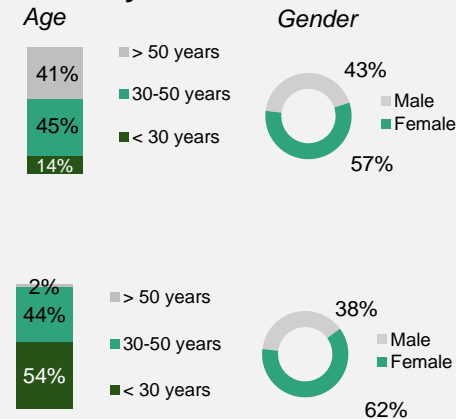 Age
Gender
41%
45%
14%
> 50 years
30-50 years
< 30 years
43%
57%
Male
Female
2%
44%
54%
> 50 years
30-50 years
< 30 years
38%
62%
Male
Female